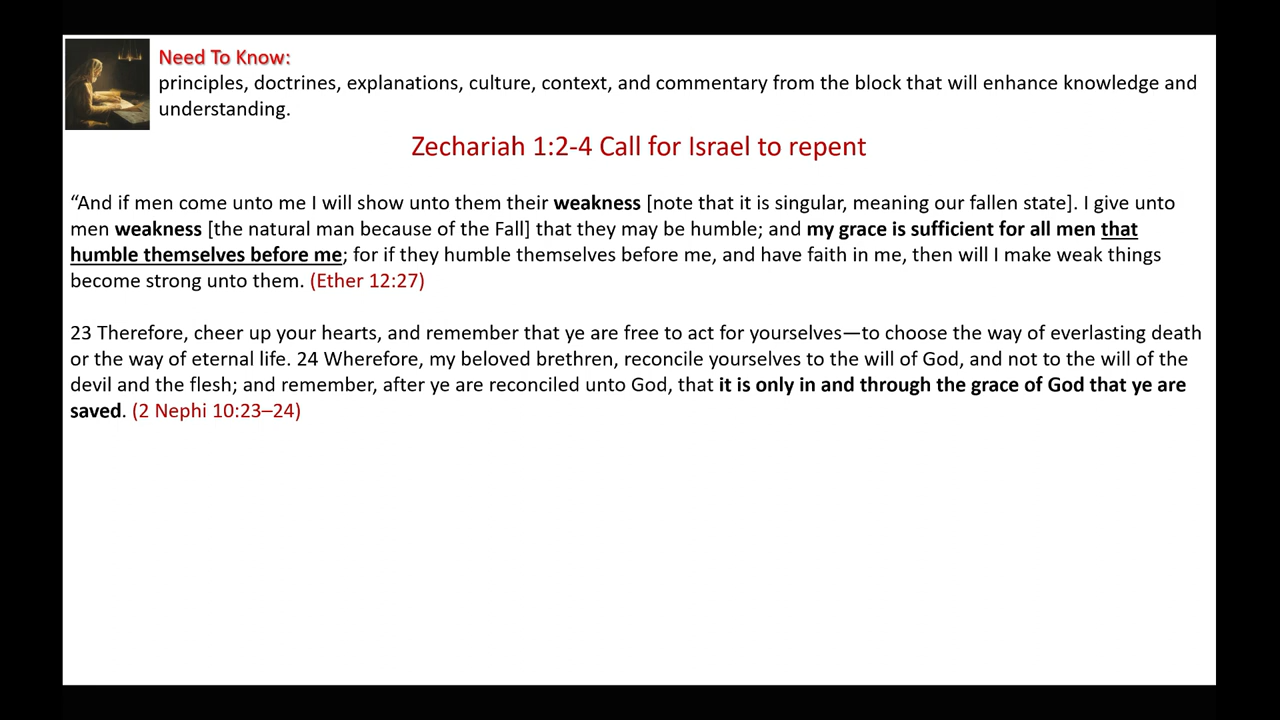 Need To Know:
principles, doctrines, explanations, culture, context, and commentary from the block that will enhance knowledge and
understanding.
Zechariah 1:2-4 Call for Israel to repent
“And if men come unto me I will show unto them their weakness [note that it is singular, meaning our fallen state]. I give unto
men weakness [the natural man because of the Fall] that they may be humble; and my grace is sufficient for all men that
humble themselves before me; for if they humble themselves before me, and have faith in me, then will I make weak things
become strong unto them. (Ether 12:27)
23 Therefore, cheer up your hearts, and remember that ye are free to act for yourselves—to choose the way of everlasting death
or the way of eternal life. 24 Wherefore, my beloved brethren, reconcile yourselves to the will of God, and not to the will of the
devil and the flesh; and remember, after ye are reconciled unto God, that it is only in and through the grace of God that ye are
saved. (2 Nephi 10:23–24)